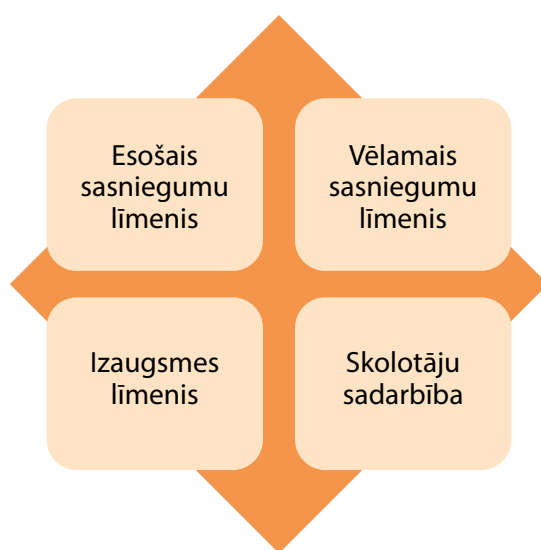 Esošais
sasniegumu
līmenis
Vēlamais
sasniegumu
līmenis
Izaugsmes
līmenis
Skolotāju
sadarbība